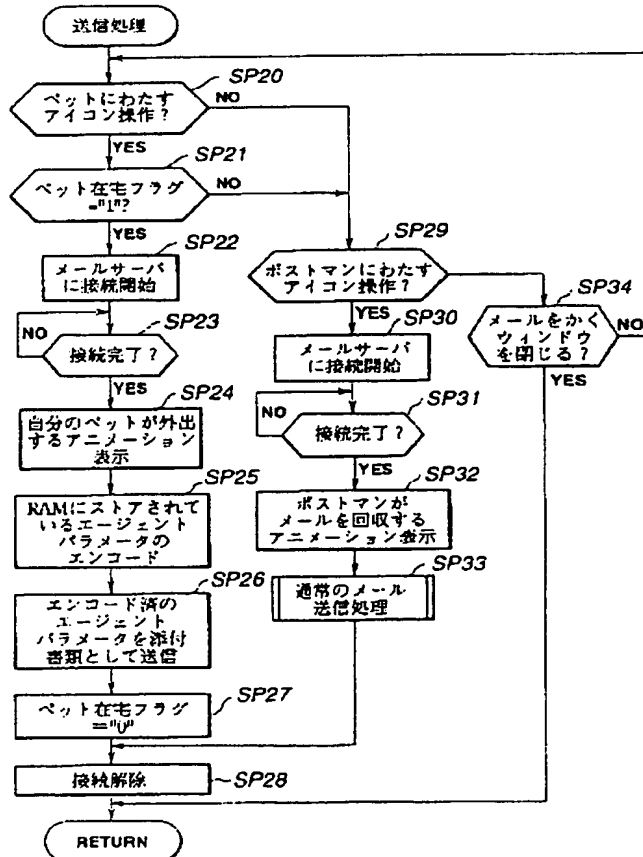 送信処理
SP20
ペットにわたす
アイコン操作？
NO
YES
SP21
ペット在宅フラグ
="1"?
NO
YES
SP22
メールサーバ
に接続開始
SP23
NO
接続完了？
YES
SP24
自分のペットが外出
するアニメーション
表示
SP25
RAMにストアされて
いるエージェント
パラメータの
エンコード
SP26
エンコード済の
エージェント
パラメータを添付
書類として送信
SP27
ペット在宅フラグ
="0"
接続解除
SP28
RETURN
SP29
ポストマンにわたす
アイコン操作？
YES
SP30
メールサーバ
に接続開始
NO
SP31
接続完了？
YES
SP32
ポストマンが
メールを回収する
アニメーション表示
SP33
通常のメール
送信処理
NO
SP34
メールをかく
ウィンドウ
を閉じる？
NO
YES